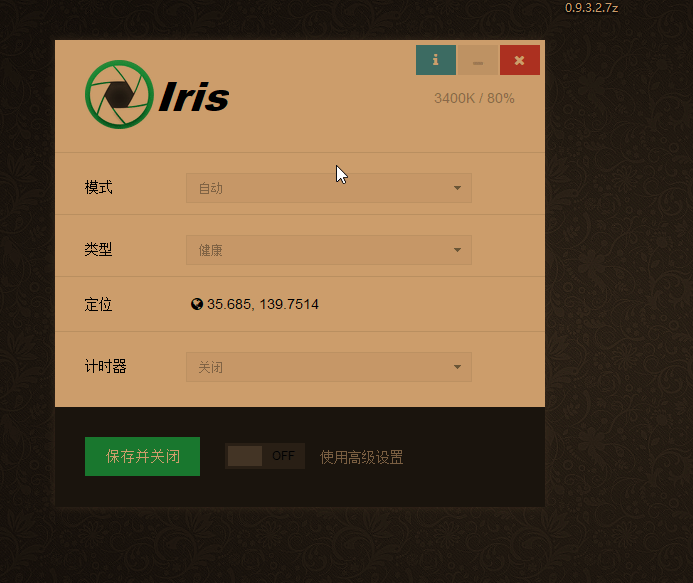 0.9.3.2.7z
Iris
3400K / 80%
模式
自动
类型
健康
定位
35.685, 139.7514
计时器
关闭
保存并关闭
OFF
使用高级设置